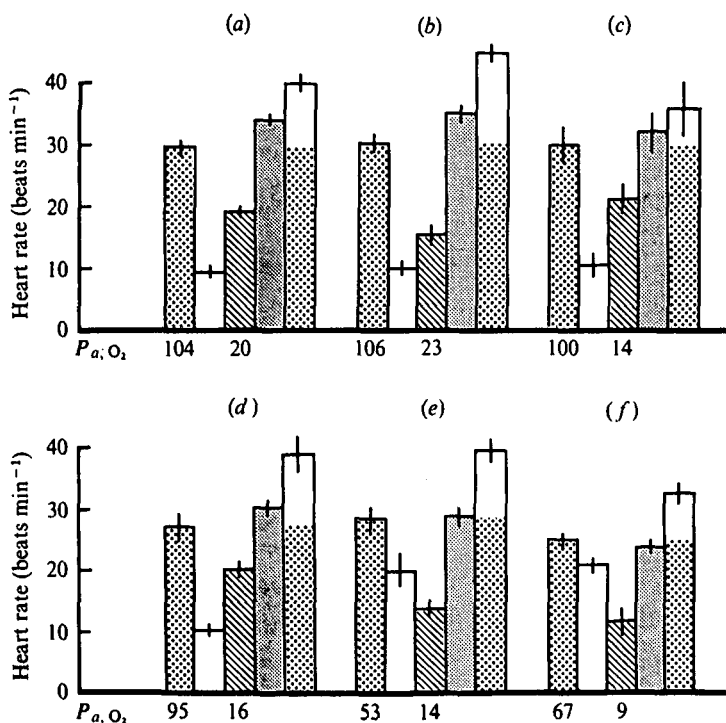 (a) (b) (c)
Heart rate (beats min⁻¹)
40
30
20
10
0
Pa, O₂ 104 20 106 23 100 14
(d) (e) (f)
Heart rate (beats min⁻¹)
40
30
20
10
0
Pa, O₂ 95 16 53 14 67 9